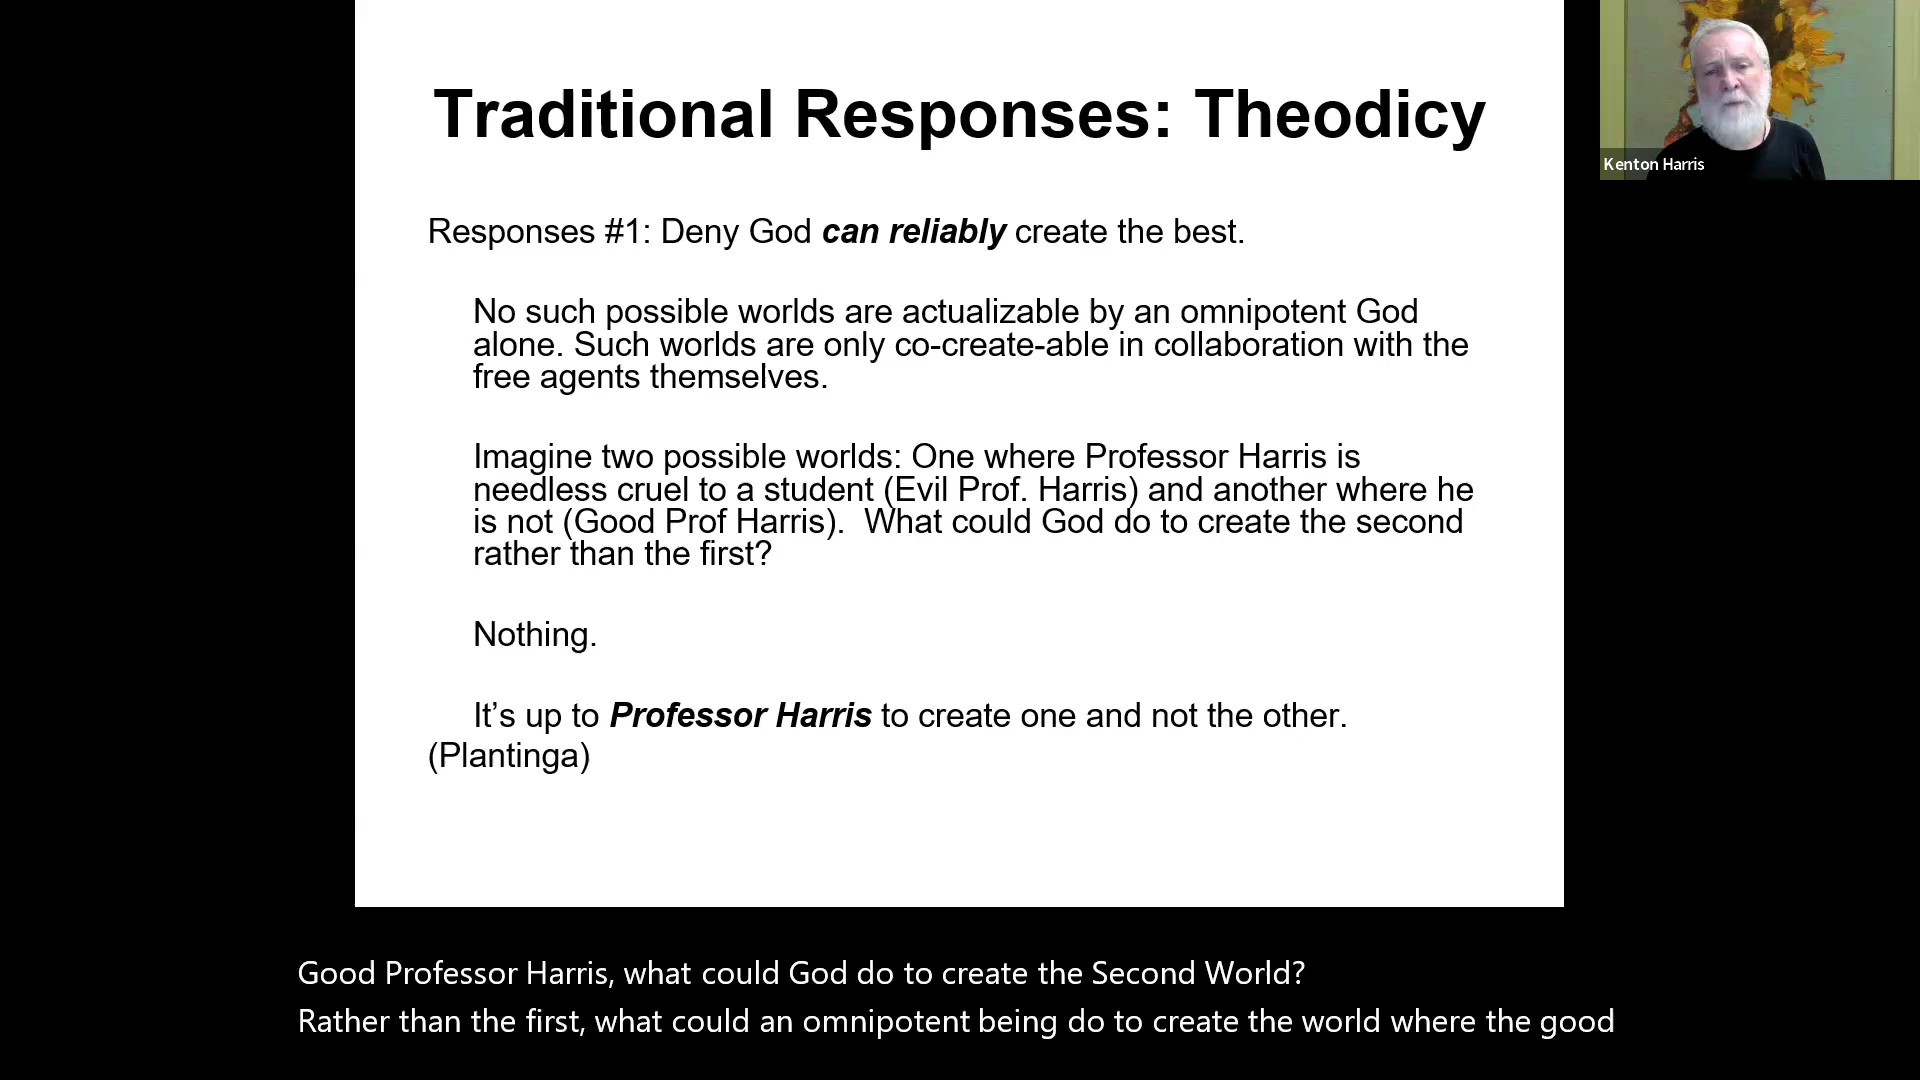 Traditional Responses: Theodicy
Kenton Harris
Responses #1: Deny God can reliably create the best.
No such possible worlds are actualizable by an omnipotent God
alone. Such worlds are only co-create-able in collaboration with the
free agents themselves.
Imagine two possible worlds: One where Professor Harris is
needless cruel to a student (Evil Prof. Harris) and another where he
is not (Good Prof Harris).  What could God do to create the second
rather than the first?
Nothing.
It’s up to Professor Harris to create one and not the other.
(Plantinga)
Good Professor Harris, what could God do to create the Second World?
Rather than the first, what could an omnipotent being do to create the world where the good